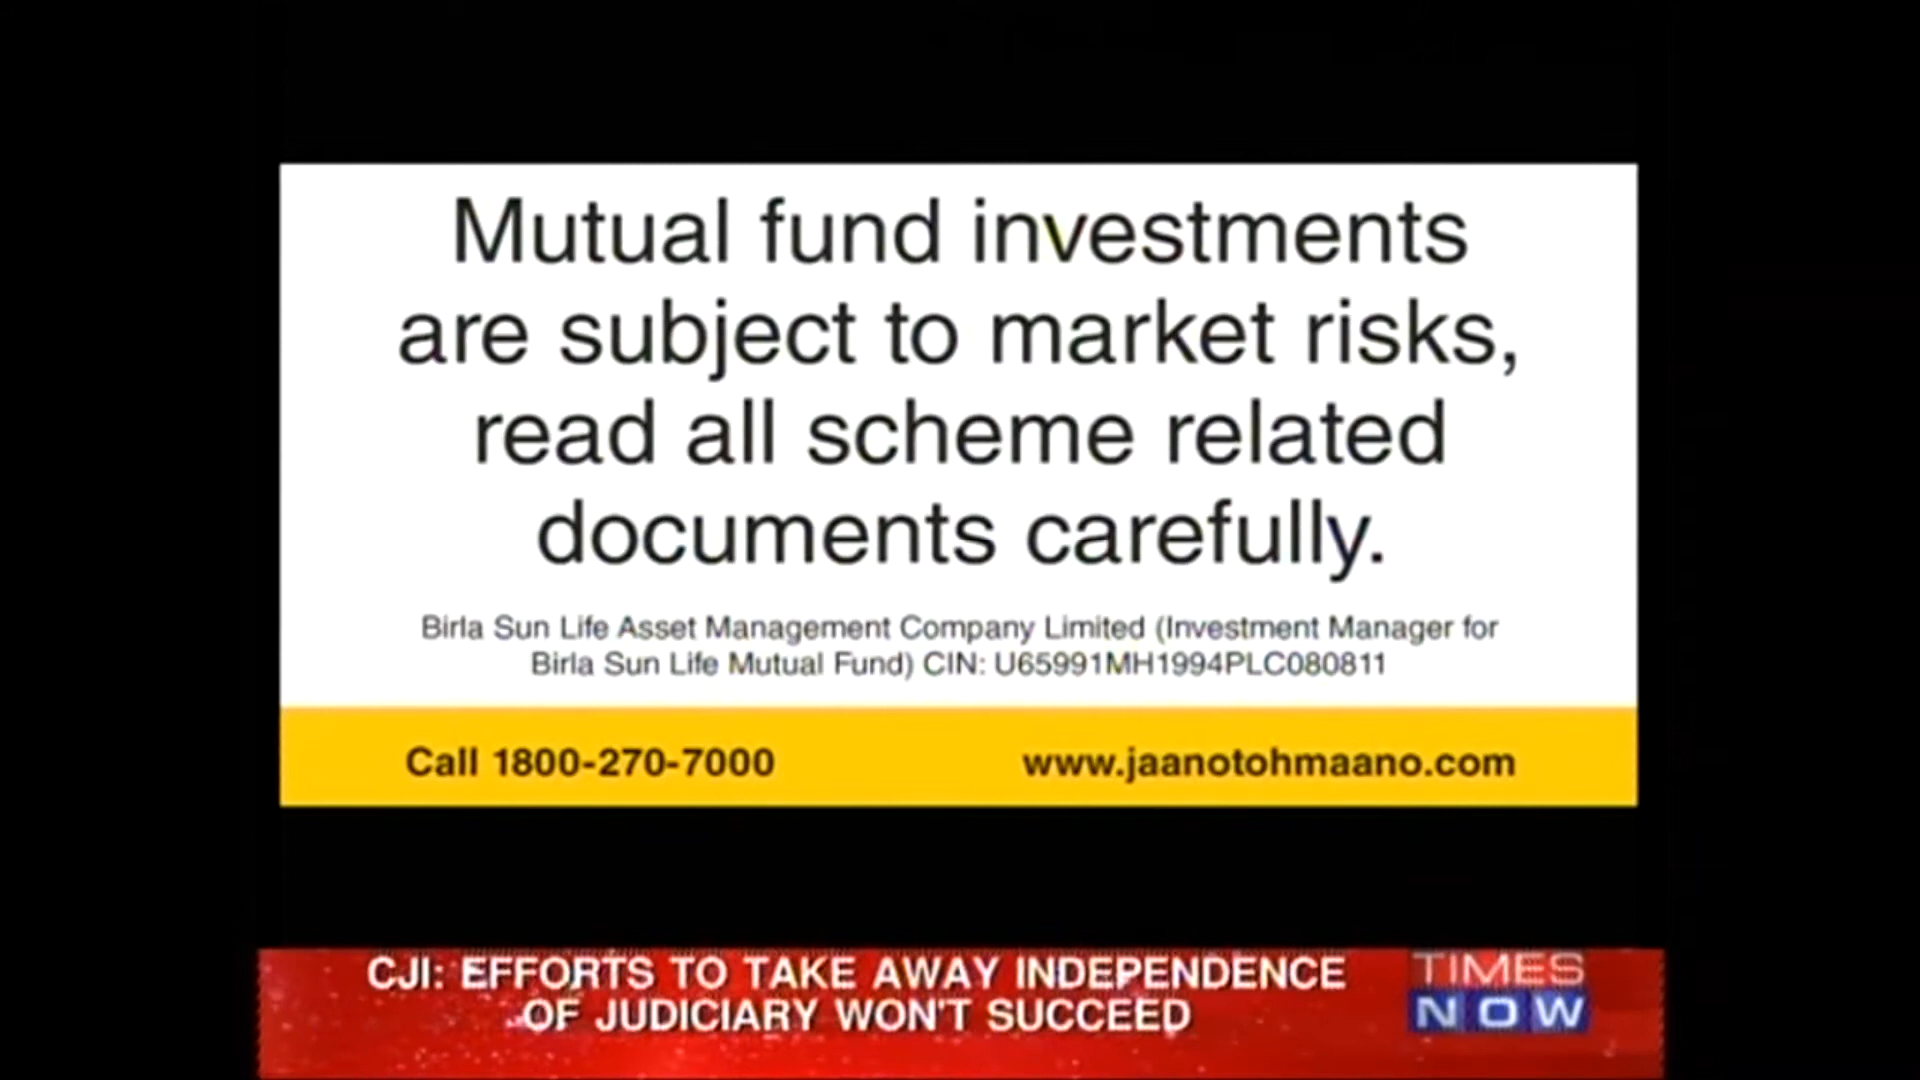 Mutual fund investments
are subject to market risks,
read all scheme related
documents carefully.
Birla Sun Life Asset Management Company Limited (Investment Manager for
Birla Sun Life Mutual Fund) CIN: U65991MH1994PLC080811
Call 1800-270-7000
www.jaanotohmaano.com
CJI: EFFORTS TO TAKE AWAY INDEPENDENCE
OF JUDICIARY WON'T SUCCEED
TIMES
NOW